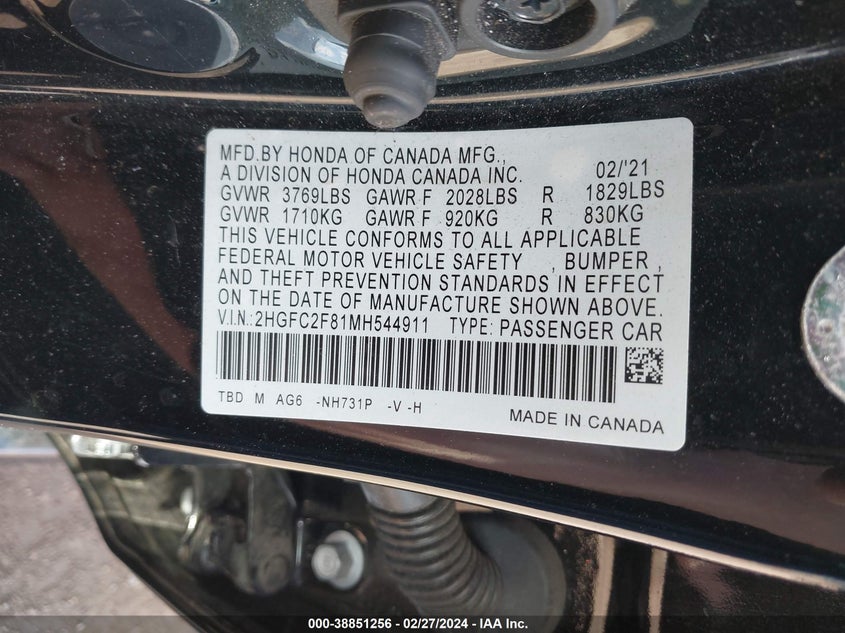 MFD.BY HONDA OF CANADA MFG.,
A DIVISION OF HONDA CANADA INC. 02/'21
GVWR 3769LBS GAWR F 2028LBS R 1829LBS
GVWR 1710KG GAWR F 920KG R 830KG
THIS VEHICLE CONFORMS TO ALL APPLICABLE
FEDERAL MOTOR VEHICLE SAFETY , BUMPER ,
AND THEFT PREVENTION STANDARDS IN EFFECT
ON THE DATE OF MANUFACTURE SHOWN ABOVE.
V.I.N.:2HGFC2F81MH544911 TYPE: PASSENGER CAR
TBD M AG6 -NH731P -V -H
MADE IN CANADA
000-38851256 - 02/27/2024 - IAA Inc.